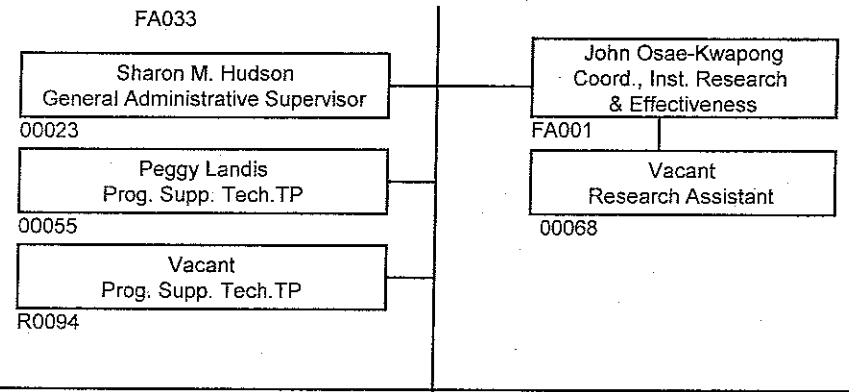 FA033
Sharon M. Hudson
General Administrative Supervisor
00023
Peggy Landis
Prog. Supp. Tech.TP
00055
Vacant
Prog. Supp. Tech.TP
R0094
John Osae-Kwapong
Coord., Inst. Research
& Effectiveness
FA001
Vacant
Research Assistant
00068